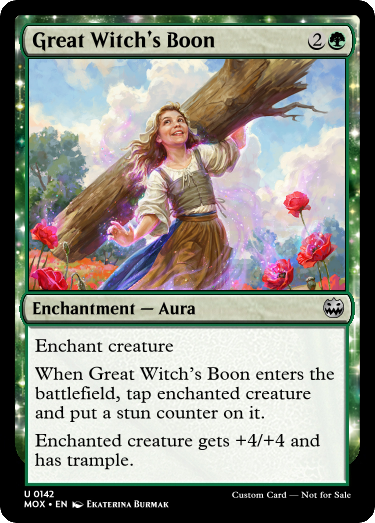 Great Witch's Boon 2
Enchantment — Aura
Enchant creature
When Great Witch's Boon enters the
battlefield, tap enchanted creature
and put a stun counter on it.
Enchanted creature gets +4/+4 and
has trample.
U 0142
MOX • EN Ekaterina Burmak
Custom Card — Not for Sale